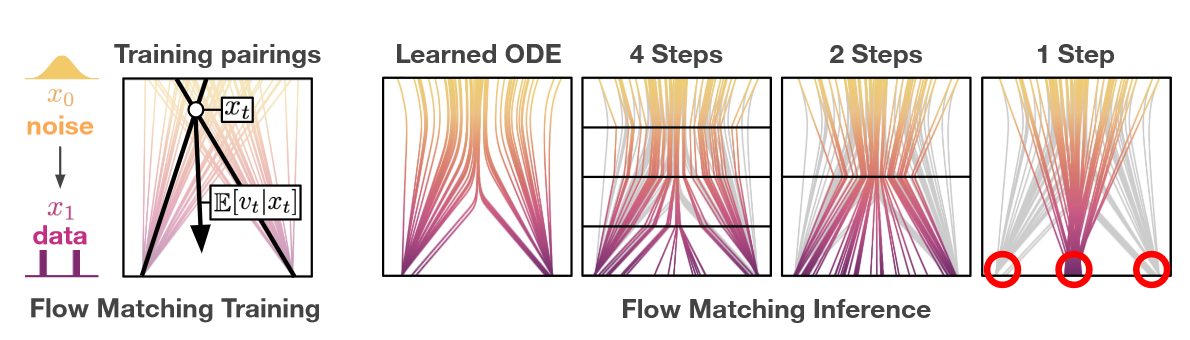 Training pairings
x_0
noise
x_1
data
x_t
𝔼[v_t|x_t]
Flow Matching Training
Learned ODE
4 Steps
2 Steps
1 Step
Flow Matching Inference